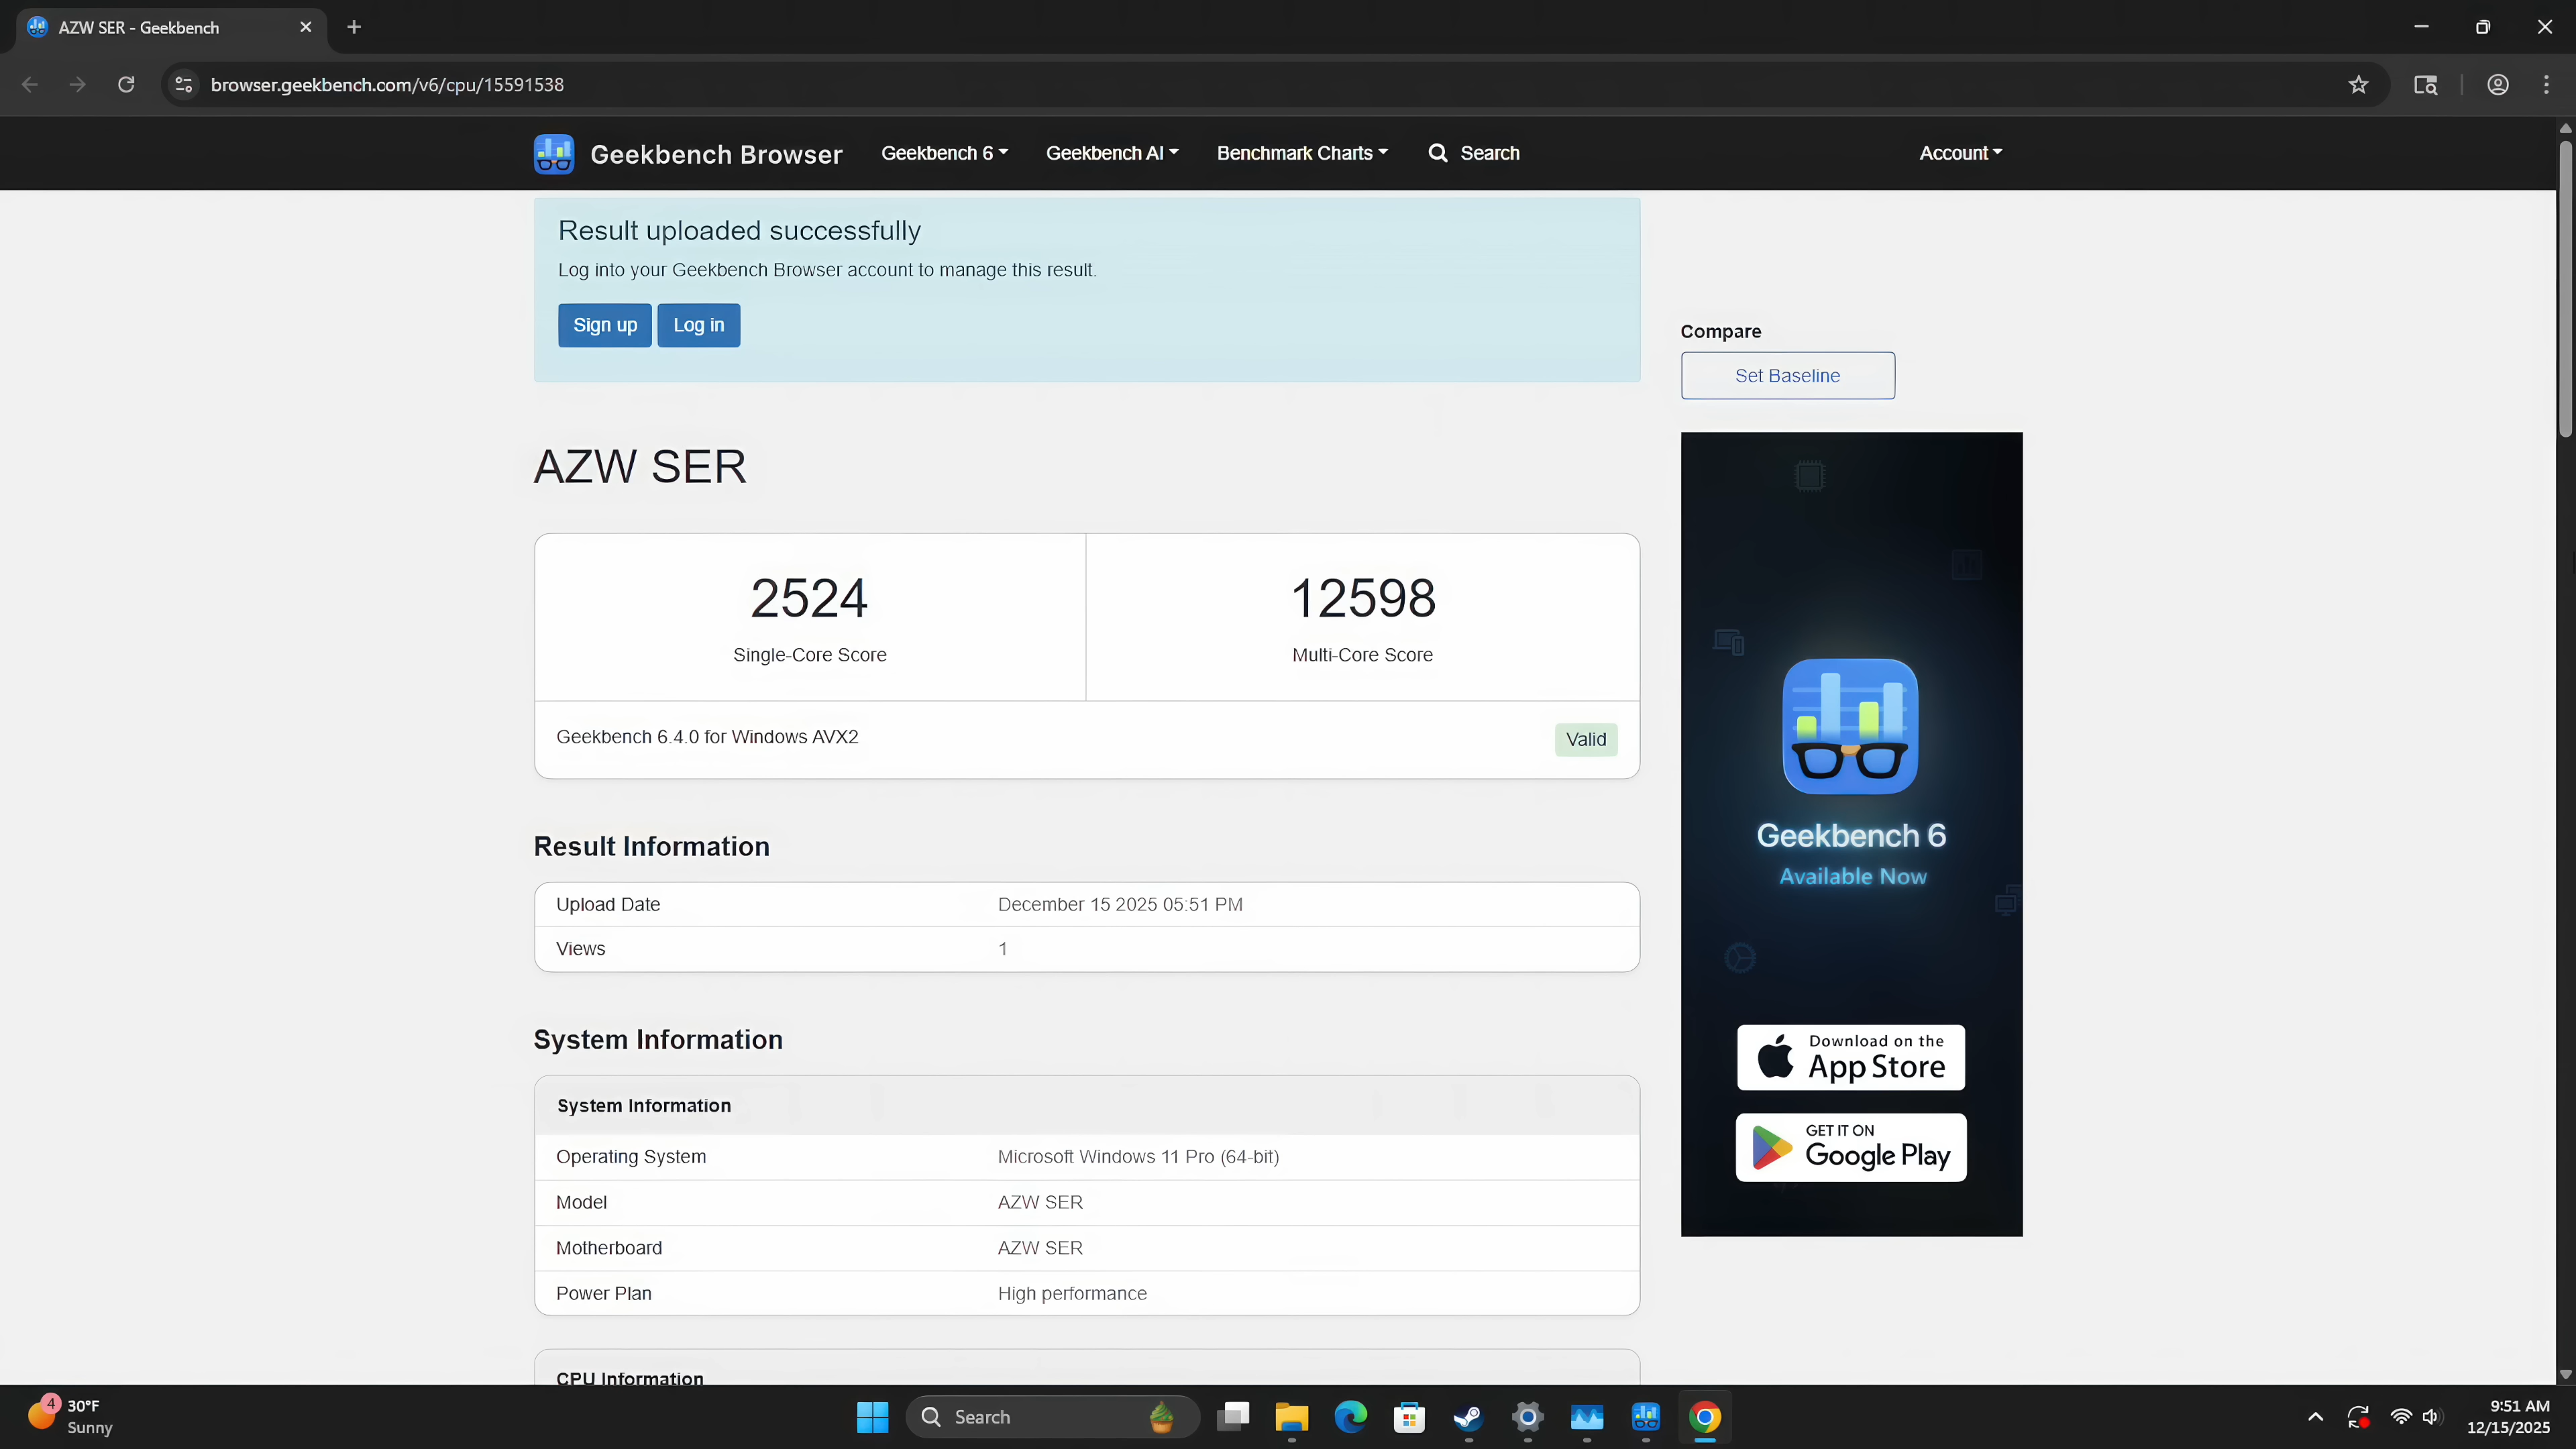 AZW SER - Geekbench
browser.geekbench.com/v6/cpu/15591538
Geekbench Browser
Geekbench 6
Geekbench AI
Benchmark Charts
Search
Account
Result uploaded successfully
Log into your Geekbench Browser account to manage this result.
Sign up
Log in
Compare
Set Baseline
AZW SER
2524
Single-Core Score
12598
Multi-Core Score
Geekbench 6.4.0 for Windows AVX2
Valid
Result Information
Upload Date
December 15 2025 05:51 PM
Views
1
System Information
System Information
Operating System
Microsoft Windows 11 Pro (64-bit)
Model
AZW SER
Motherboard
AZW SER
Power Plan
High performance
CPU Information
Geekbench 6
Available Now
Download on the
App Store
GET IT ON
Google Play
4
30°F
Sunny
Search
9:51 AM
12/15/2025